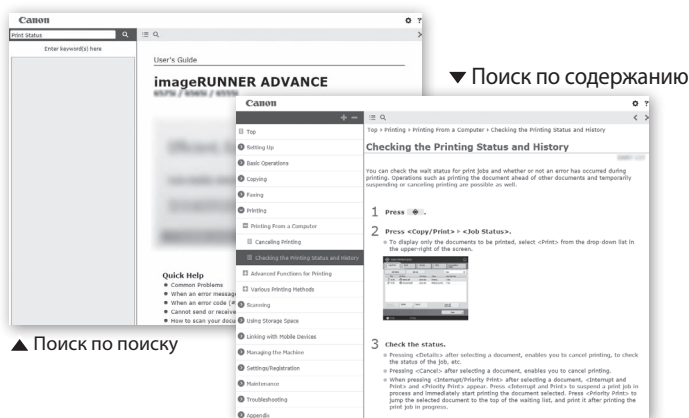 Canon
Print Status
Enter keyword(s) here
User's Guide
imageRUNNER ADVANCE
Quick Help
Common Problems
When an error messag
When an error code [#
Cannot send or receive
How to scan your docu
▲ Поиск по поиску
▼ Поиск по содержанию
Canon
Top
Setting Up
Basic Operations
Copying
Faxing
Printing
Printing From a Computer
Canceling Printing
Checking the Printing Status and History
Advanced Functions for Printing
Various Printing Methods
Scanning
Using Storage Space
Linking with Mobile Devices
Managing the Machine
Settings/Registration
Maintenance
Troubleshooting
Appendix
Top > Printing > Printing From a Computer > Checking the Printing Status and History
Checking the Printing Status and History
You can check the wait status for print jobs and whether or not an error has occurred during
printing. Operations such as printing the document ahead of other documents and temporarily
suspending or canceling printing are possible as well.
1 Press .
2 Press <Copy/Print> ▶ <Job Status>.
To display only the documents to be printed, select <Print> from the drop-down list in
the upper-right of the screen.
3 Check the status.
Pressing <Details> after selecting a document, enables you to cancel printing, to check
the status of the job, etc.
Pressing <Cancel> after selecting a document, enables you to cancel printing.
When pressing <Interrupt/Priority Print> after selecting a document, <Interrupt and
Print> and <Priority Print> appear. Press <Interrupt and Print> to suspend a print job in
process and immediately start printing the document selected. Press <Priority Print> to
jump the selected document to the top of the waiting list, and print it after printing the
print job in progress.